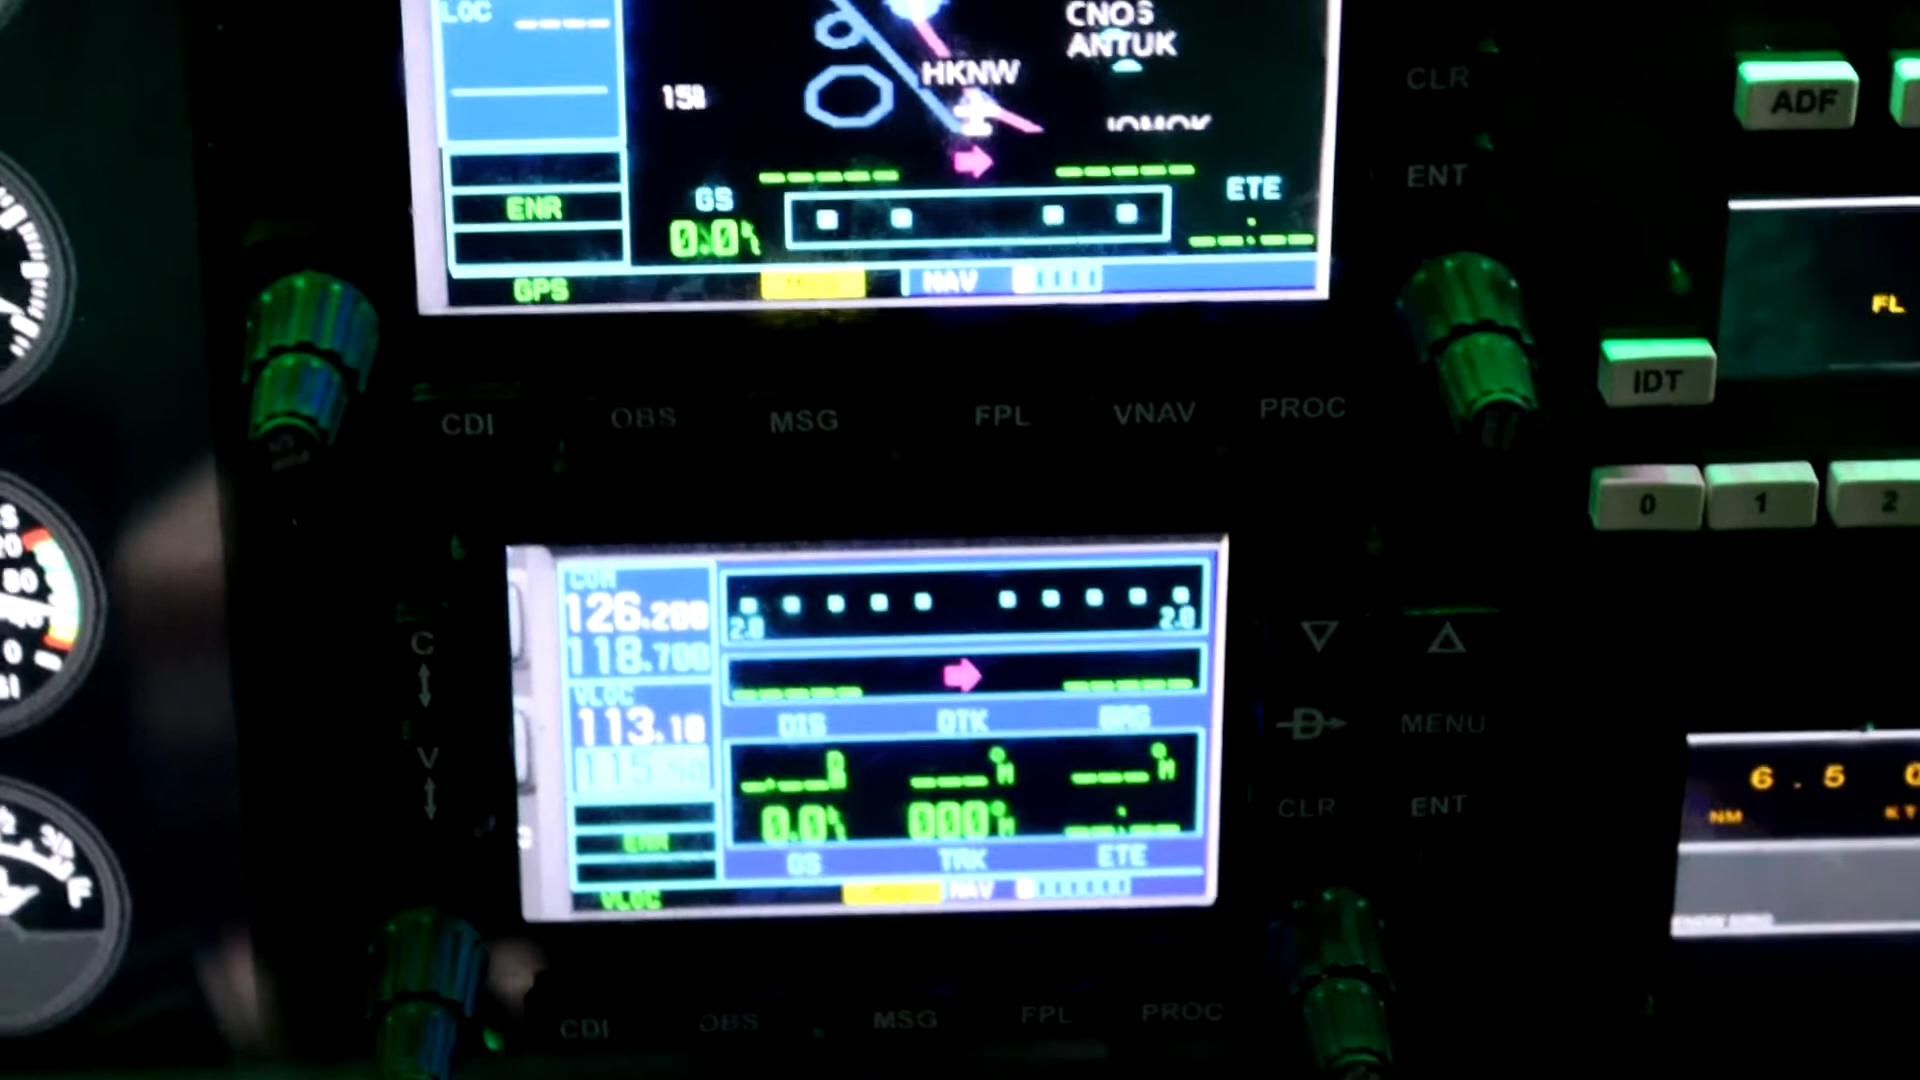 LOC
CNOS
ANTUK
HKNW
150
CLR
ADF
ENT
ENR
GS
ETE
0.0
GPS
NAV
FL
IDT
CDI
OBS
MSG
FPL
VNAV
PROC
0
1
2
COM
126.200
2.0
2.0
118.700
C
VLOC
113.10
DIS
DTK
BRG
MENU
V
0.0
000
CLR
ENT
6.5
NM
KT
ENR
GS
TRK
ETE
VLOC
NAV
F
CDI
OBS
MSG
FPL
PROC